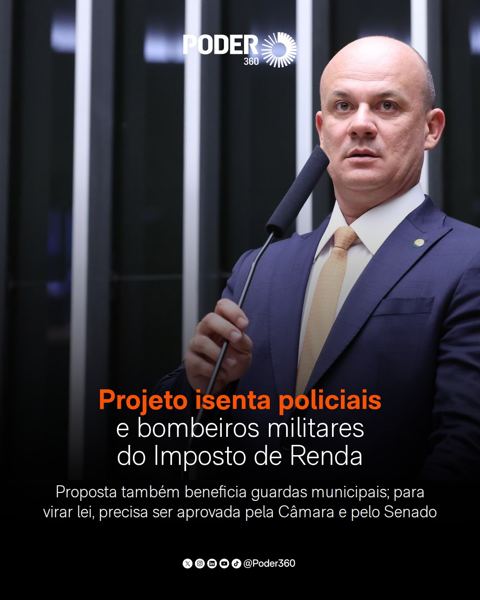 PODER
360
Projeto isenta policiais
e bombeiros militares
do Imposto de Renda
Proposta também beneficia guardas municipais; para
virar lei, precisa ser aprovada pela Câmara e pelo Senado
@Poder360